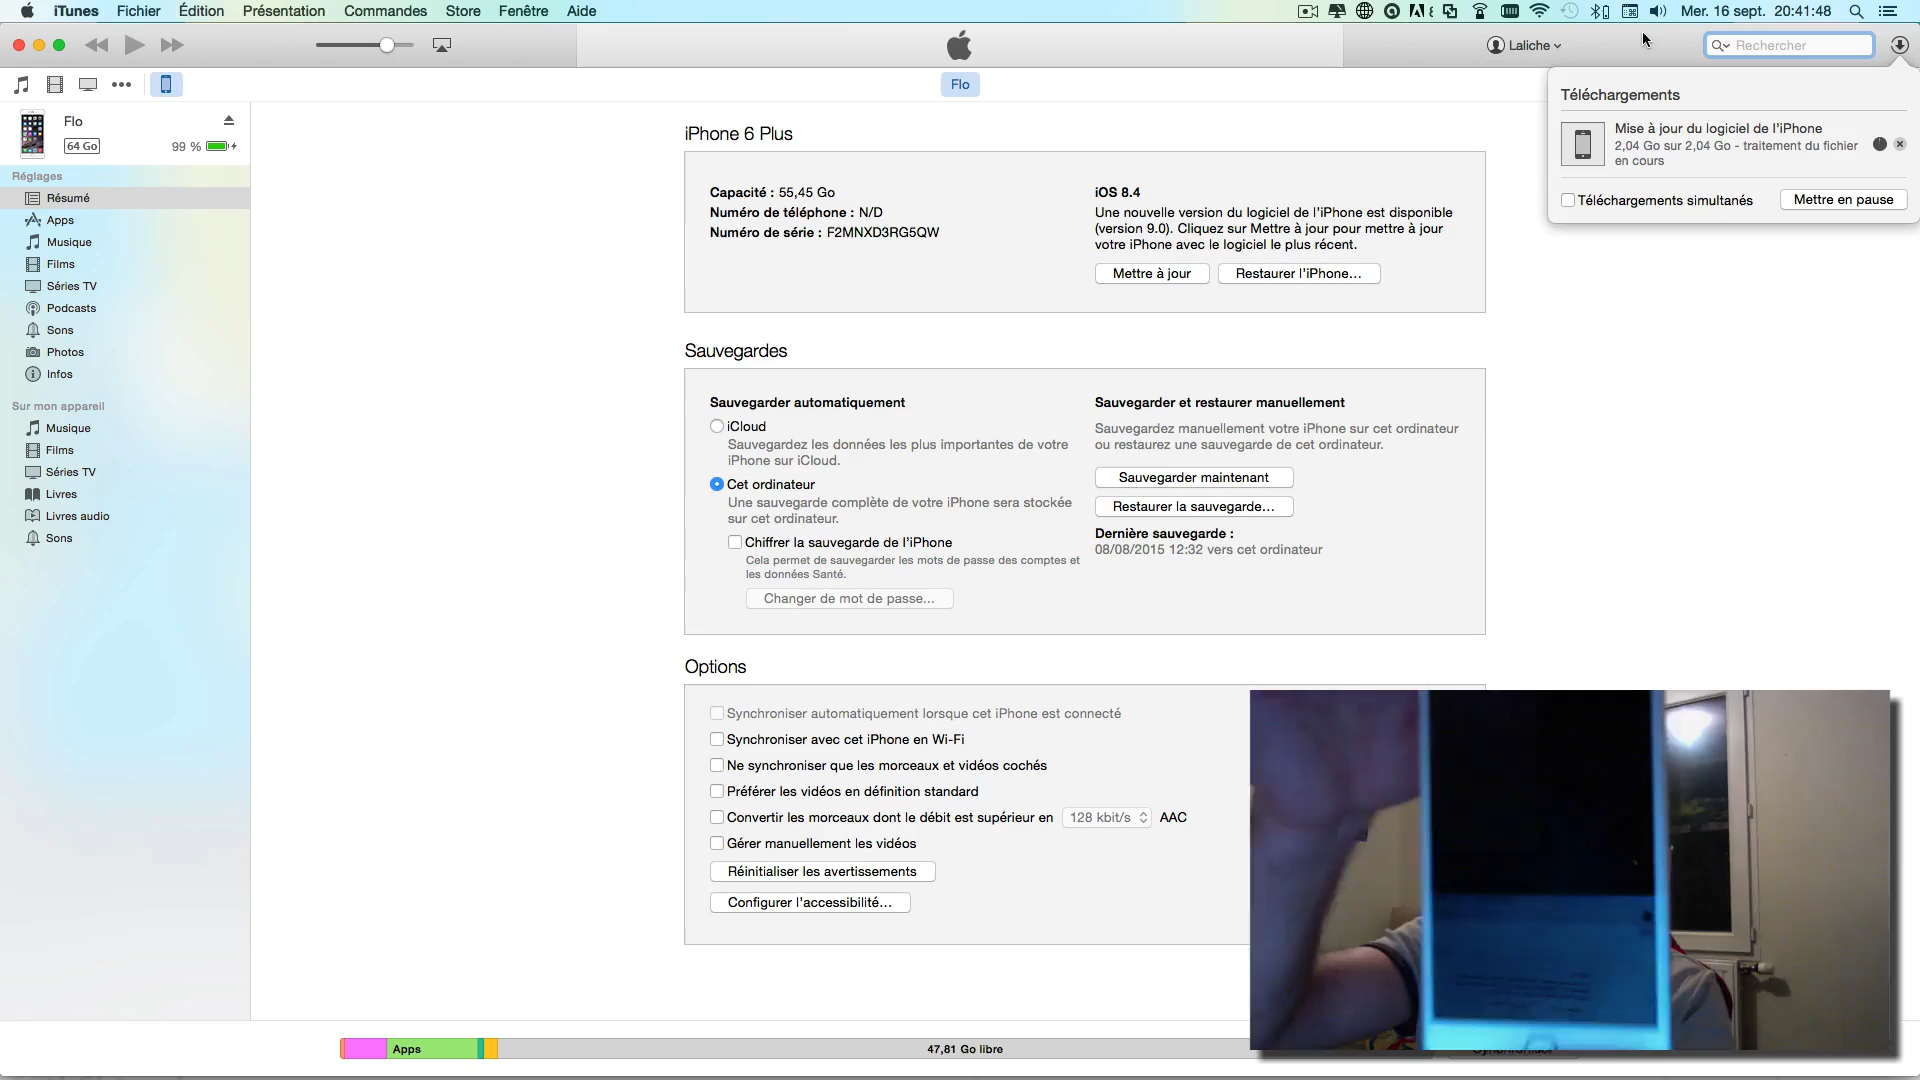 iTunes Fichier Édition Présentation Commandes Store Fenêtre Aide Mer. 16 sept. 20:41:48
Laliche Rechercher
Flo
Téléchargements
Mise à jour du logiciel de l'iPhone
2,04 Go sur 2,04 Go - traitement du fichier
en cours
Téléchargements simultanés Mettre en pause
Flo
64 Go 99 %
Réglages
Résumé
Apps
Musique
Films
Séries TV
Podcasts
Sons
Photos
Infos
Sur mon appareil
Musique
Films
Séries TV
Livres
Livres audio
Sons
iPhone 6 Plus
Capacité : 55,45 Go
Numéro de téléphone : N/D
Numéro de série : F2MNXD3RG5QW
iOS 8.4
Une nouvelle version du logiciel de l'iPhone est disponible
(version 9.0). Cliquez sur Mettre à jour pour mettre à jour
votre iPhone avec le logiciel le plus récent.
Mettre à jour Restaurer l'iPhone...
Sauvegardes
Sauvegarder automatiquement
iCloud
Sauvegardez les données les plus importantes de votre
iPhone sur iCloud.
Cet ordinateur
Une sauvegarde complète de votre iPhone sera stockée
sur cet ordinateur.
Chiffrer la sauvegarde de l'iPhone
Cela permet de sauvegarder les mots de passe des comptes et
les données Santé.
Changer de mot de passe...
Sauvegarder et restaurer manuellement
Sauvegardez manuellement votre iPhone sur cet ordinateur
ou restaurez une sauvegarde de cet ordinateur.
Sauvegarder maintenant
Restaurer la sauvegarde...
Dernière sauvegarde :
08/08/2015 12:32 vers cet ordinateur
Options
Synchroniser automatiquement lorsque cet iPhone est connecté
Synchroniser avec cet iPhone en Wi-Fi
Ne synchroniser que les morceaux et vidéos cochés
Préférer les vidéos en définition standard
Convertir les morceaux dont le débit est supérieur en 128 kbit/s AAC
Gérer manuellement les vidéos
Réinitialiser les avertissements
Configurer l'accessibilité...
Apps 47,81 Go libre